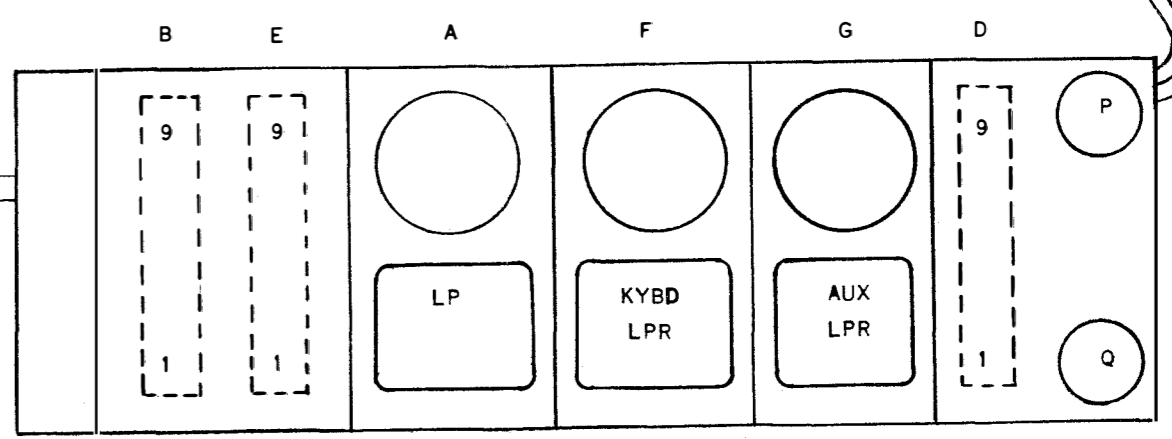 B E A F G D
P
9 9 9
LP KYBD AUX
LPR LPR
1 1 1 Q